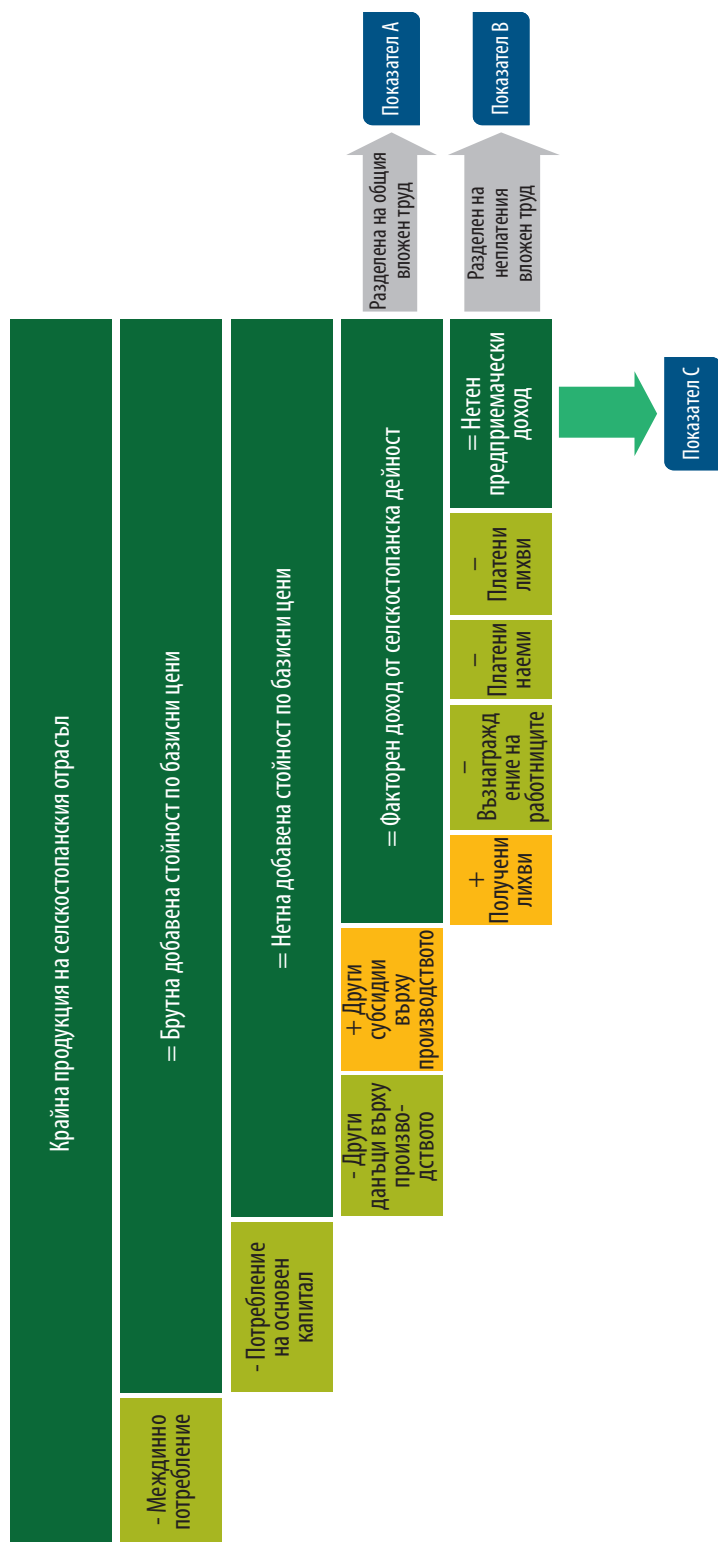 Крайна продукция на селскостопанския отрасъл
- Междинно
потребление
= Брутна добавена стойност по базисни цени
- Потребление
на основен
капитал
= Нетна добавена стойност по базисни цени
- Други
данъци върху
произво-
дството
+ Други
субсидии
върху
производството
= Факторен доход от селскостопанска дейност
Разделена на общия
вложен труд
Показател A
+
Получени
лихви
–
Възнагражд
ение на
работниците
–
Платени
наеми
–
Платени
лихви
= Нетен
предприемачески
доход
Разделен на
неплатения
вложен труд
Показател B
Показател C